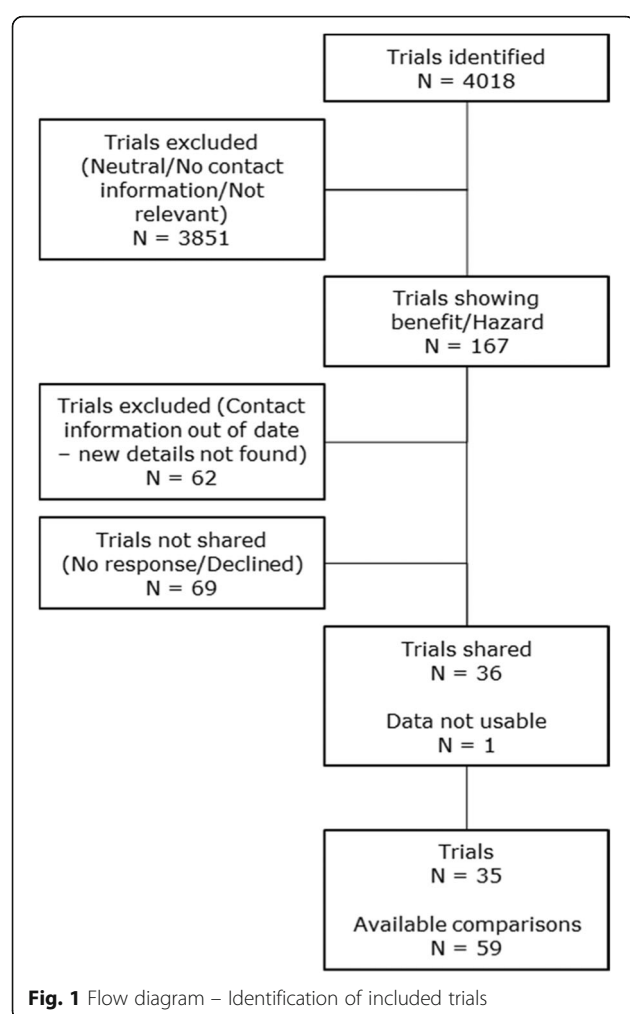 Trials identified
N = 4018
Trials excluded
(Neutral/No contact
information/Not
relevant)
N = 3851
Trials showing
benefit/Hazard
N = 167
Trials excluded (Contact
information out of date
– new details not found)
N = 62
Trials not shared
(No response/Declined)
N = 69
Trials shared
N = 36
Data not usable
N = 1
Trials
N = 35
Available comparisons
N = 59
Fig. 1 Flow diagram – Identification of included trials